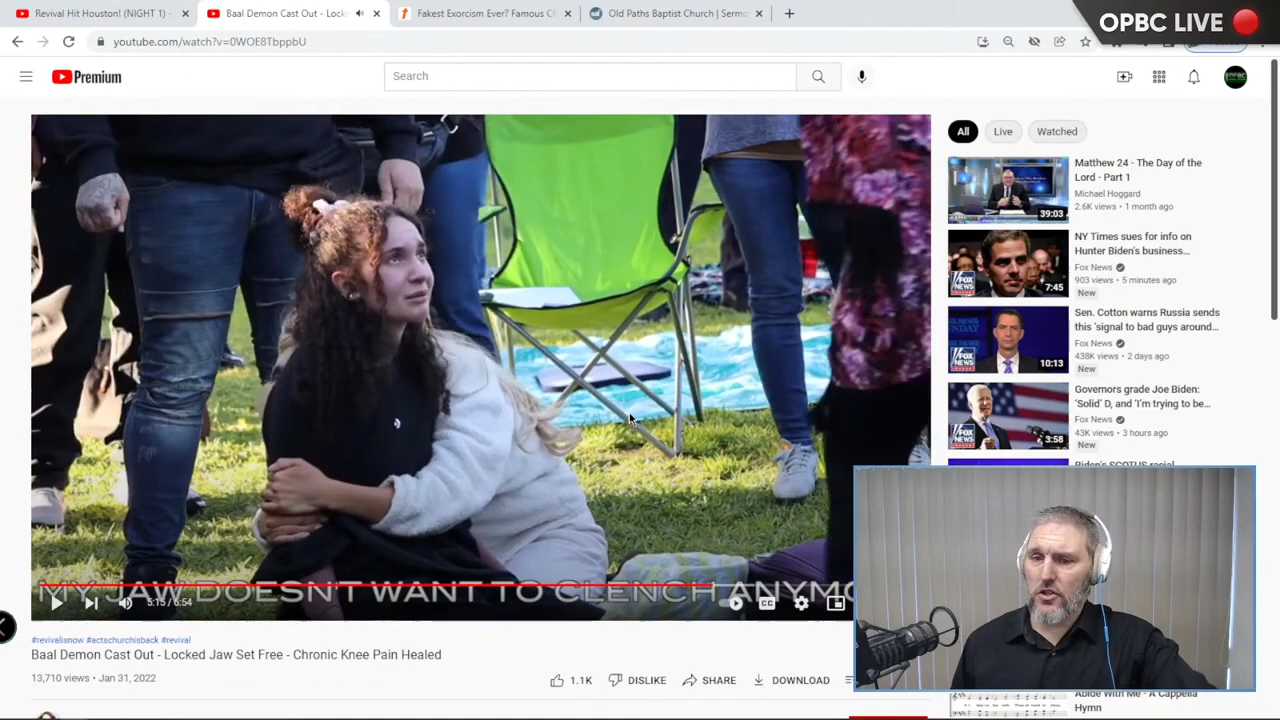 Revival Hit Houston! (NIGHT 1) -
Baal Demon Cast Out - Lock
Fakest Exorcism Ever? Famous C
Old Paths Baptist Church | Sermo
OPBC LIVE
youtube.com/watch?v=0WOE8TbppbU
Premium
Search
All
Live
Watched
Matthew 24 - The Day of the
Lord - Part 1
Michael Hoggard
2.6K views • 1 month ago
39:03
NY Times sues for info on
Hunter Biden's business...
Fox News
903 views • 5 minutes ago
New
7:45
Sen. Cotton warns Russia sends
this 'signal to bad guys around...
Fox News
438K views • 2 days ago
New
10:13
Governors grade Joe Biden:
'Solid' D, and 'I'm trying to be...
Fox News
43K views • 3 hours ago
New
3:58
Biden's SCOTUS racial
MY JAW DOESN'T WANT TO CLENCH ANYMO
5:15 / 6:54
CC
#revivalisnow #actschurchisback #revival
Baal Demon Cast Out - Locked Jaw Set Free - Chronic Knee Pain Healed
13,710 views • Jan 31, 2022
1.1K
DISLIKE
SHARE
DOWNLOAD
Abide With Me - A Cappella
Hymn